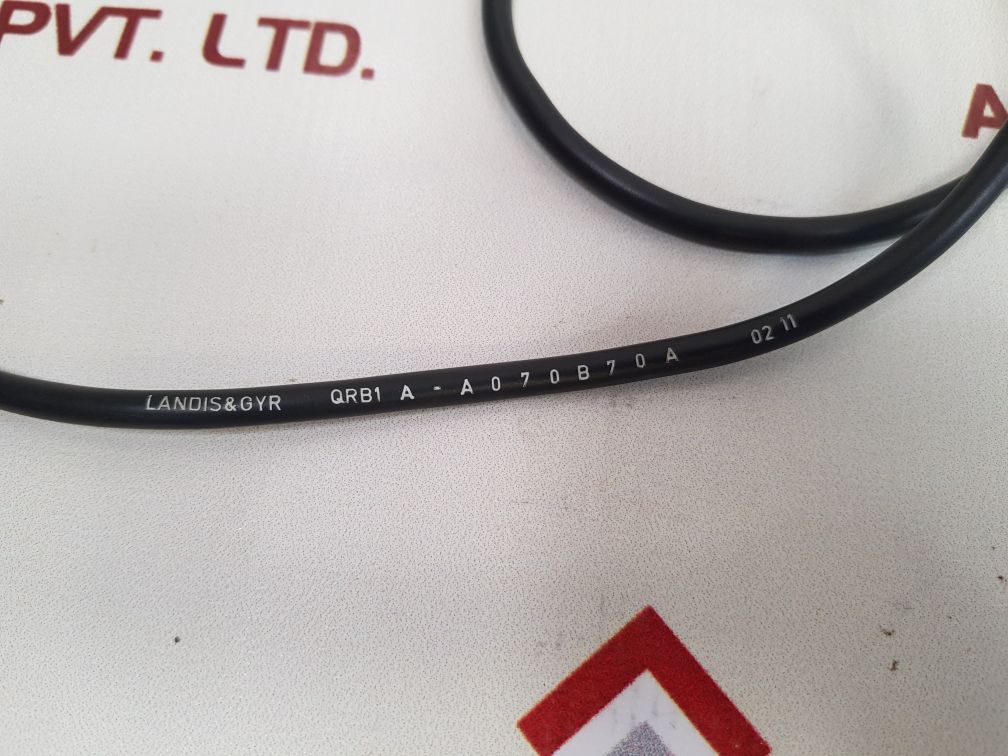 PVT. LTD.
A
LANDIS&GYR QRB1 A - A 0 7 0 B 7 0 A 02 11